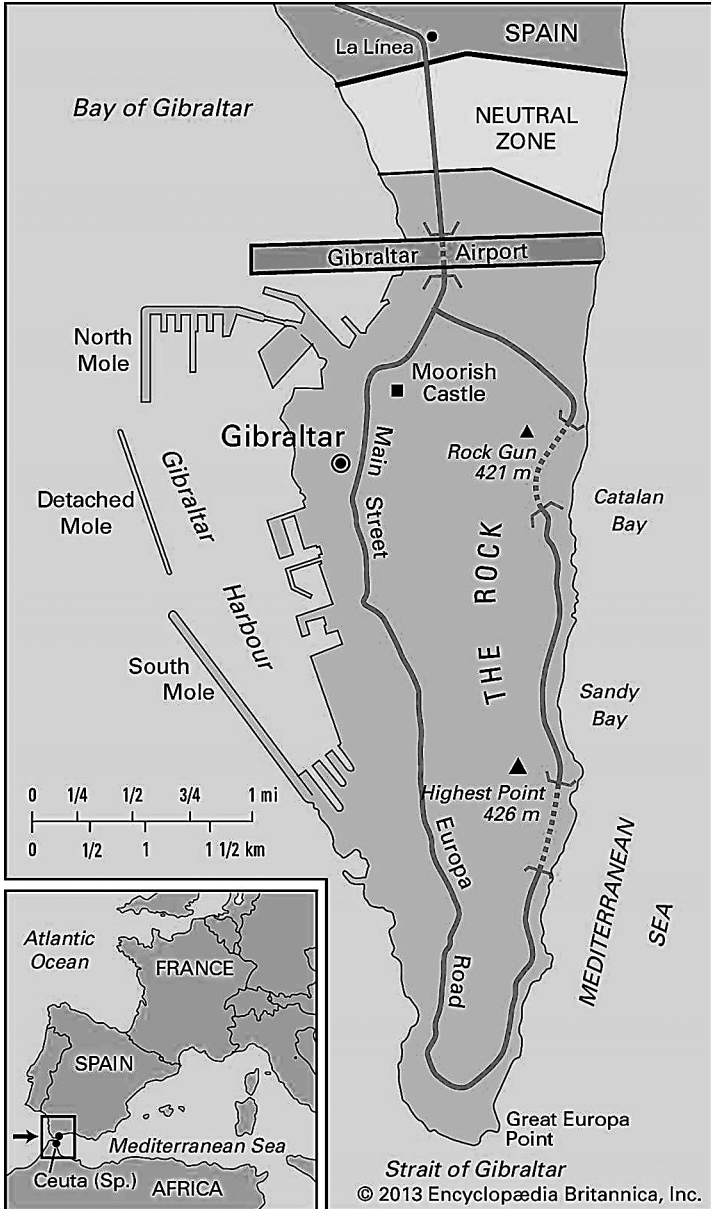 SPAIN
La Línea
Bay of Gibraltar
NEUTRAL
ZONE
Gibraltar Airport
North
Mole
Moorish
Castle
Gibraltar
Main Street
Rock Gun
421 m
Detached
Mole
Gibraltar
Harbour
Catalan
Bay
THE ROCK
South
Mole
Sandy
Bay
0 1/4 1/2 3/4 1 mi
0 1/2 1 1 1/2 km
Highest Point
426 m
Europa
Road
MEDITERRANEAN
SEA
Atlantic
Ocean
FRANCE
SPAIN
Mediterranean Sea
Ceuta (Sp.)
AFRICA
Great Europa
Point
Strait of Gibraltar
© 2013 Encyclopædia Britannica, Inc.